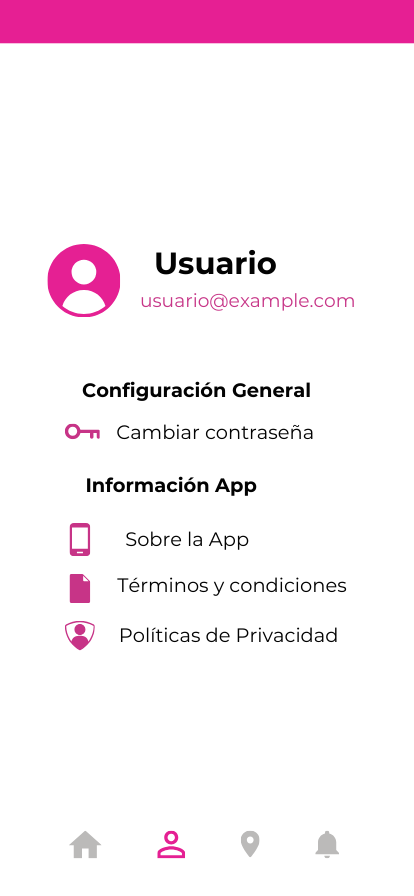 Usuario
usuario@example.com
Configuración General
Cambiar contraseña
Información App
Sobre la App
Términos y condiciones
Políticas de Privacidad